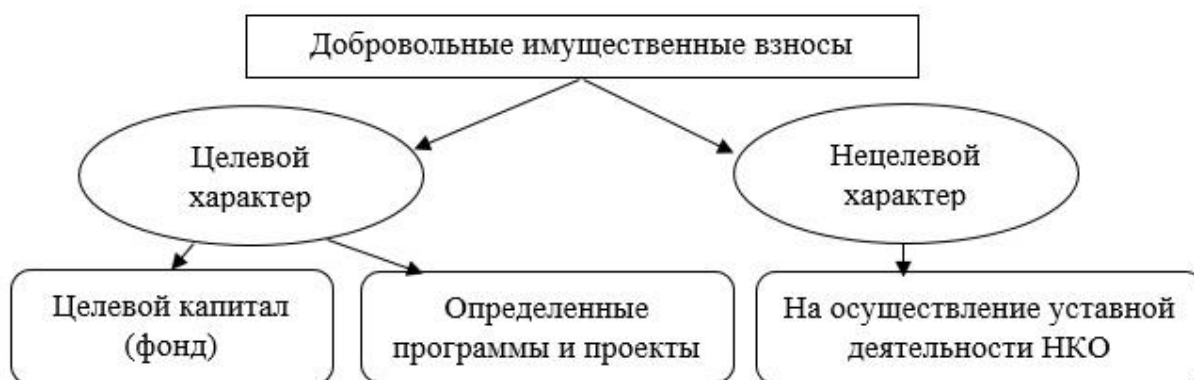 Добровольные имущественные взносы
Целевой
характер
Нецелевой
характер
Целевой капитал
(фонд)
Определенные
программы и проекты
На осуществление уставной
деятельности НКО